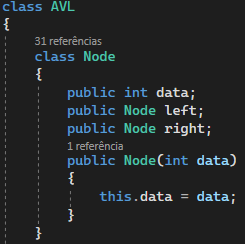 class AVL
{
31 referências
class Node
{
public int data;
public Node left;
public Node right;
1 referência
public Node(int data)
{
this.data = data;
}
}